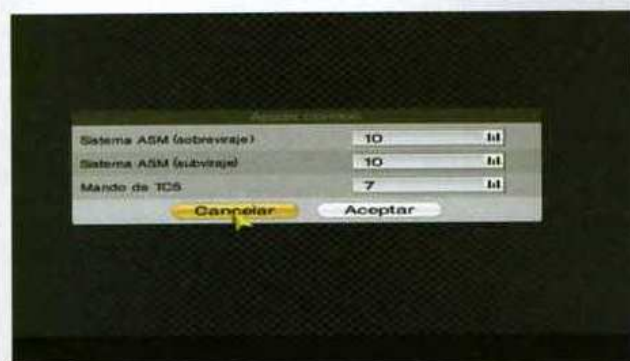 Sistema ASM (sobreviraje) 10
Sistema ASM (subviraje) 10
Mando de TCS 7
Cancelar Aceptar